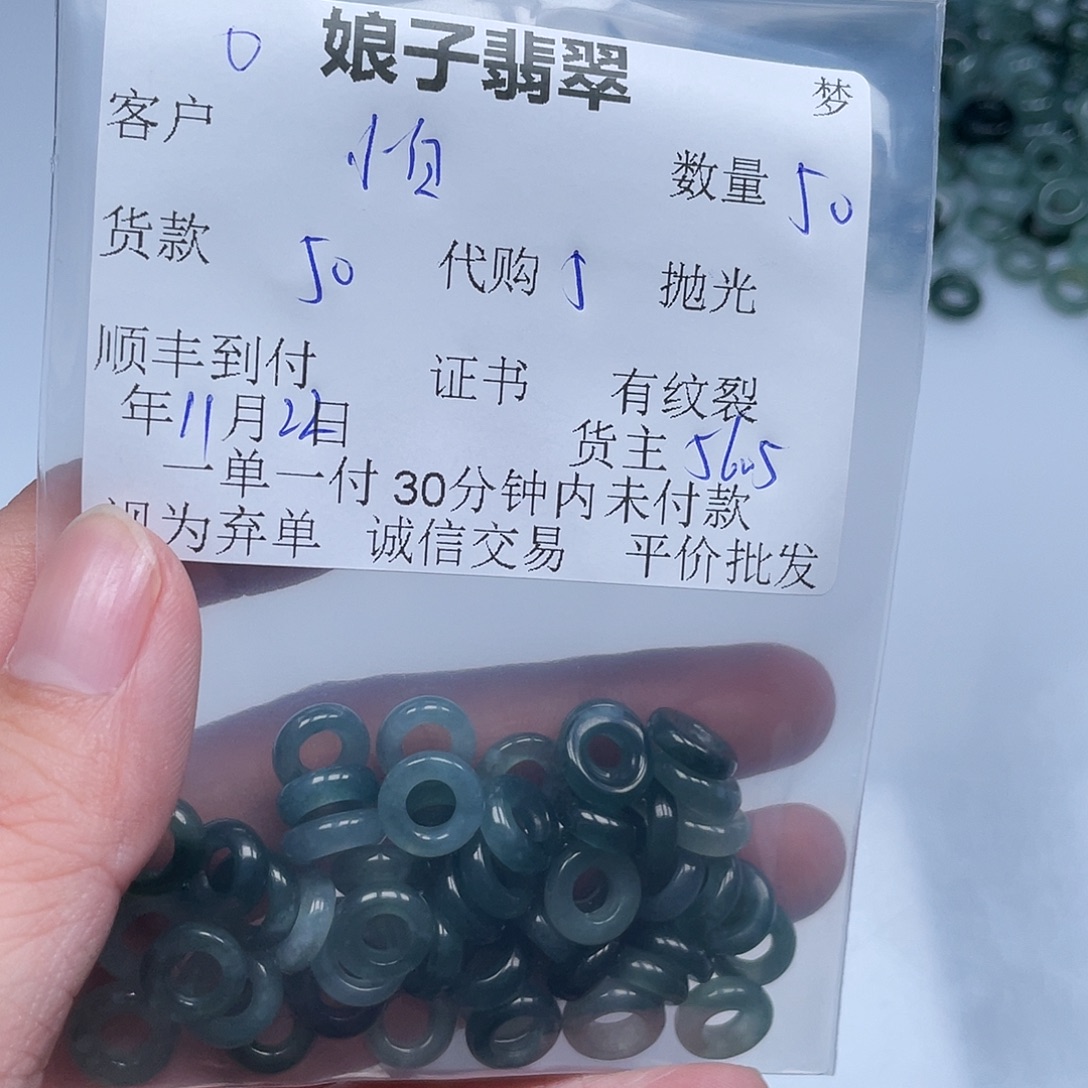 娘子翡翠 梦
客户 数量 50
货款 50 代购 抛光
顺丰到付 证书 有纹裂
年11月22日 货主 5605
一单一付 30分钟内未付款
视为弃单 诚信交易 平价批发